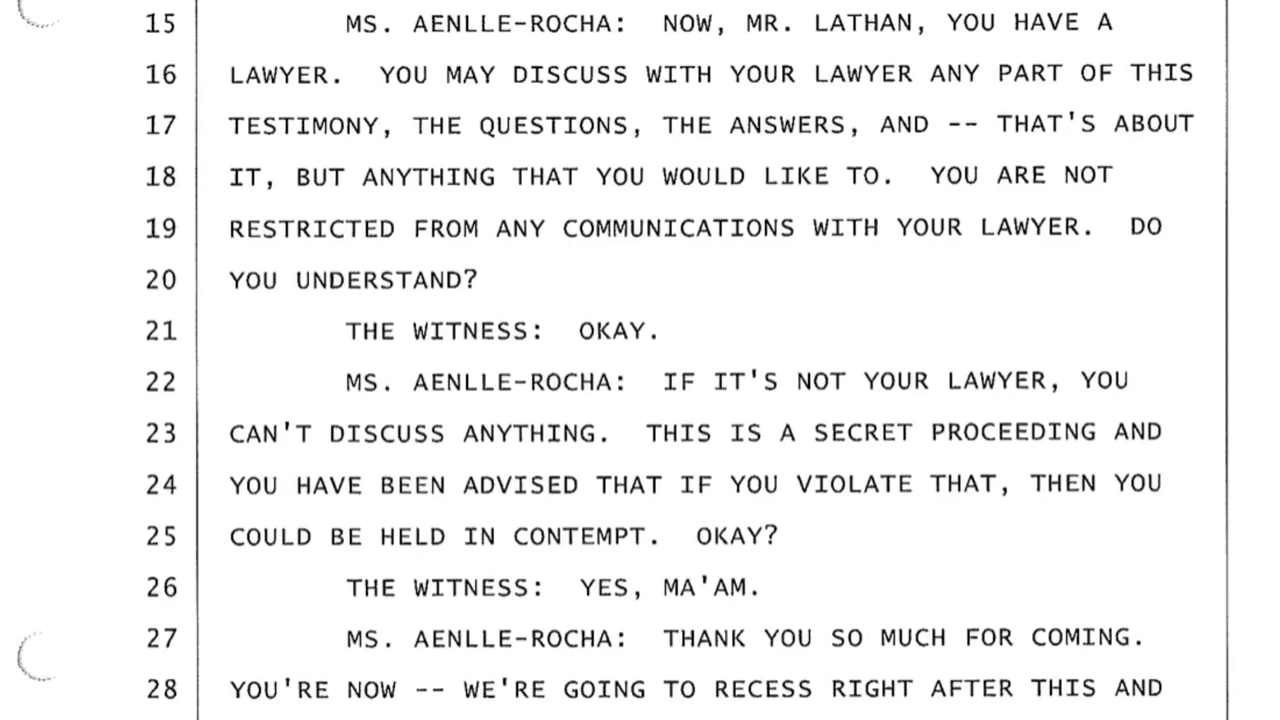 15 MS. AENLLE-ROCHA: NOW, MR. LATHAN, YOU HAVE A
16 LAWYER. YOU MAY DISCUSS WITH YOUR LAWYER ANY PART OF THIS
17 TESTIMONY, THE QUESTIONS, THE ANSWERS, AND -- THAT'S ABOUT
18 IT, BUT ANYTHING THAT YOU WOULD LIKE TO. YOU ARE NOT
19 RESTRICTED FROM ANY COMMUNICATIONS WITH YOUR LAWYER. DO
20 YOU UNDERSTAND?
21 THE WITNESS: OKAY.
22 MS. AENLLE-ROCHA: IF IT'S NOT YOUR LAWYER, YOU
23 CAN'T DISCUSS ANYTHING. THIS IS A SECRET PROCEEDING AND
24 YOU HAVE BEEN ADVISED THAT IF YOU VIOLATE THAT, THEN YOU
25 COULD BE HELD IN CONTEMPT. OKAY?
26 THE WITNESS: YES, MA'AM.
27 MS. AENLLE-ROCHA: THANK YOU SO MUCH FOR COMING.
28 YOU'RE NOW -- WE'RE GOING TO RECESS RIGHT AFTER THIS AND